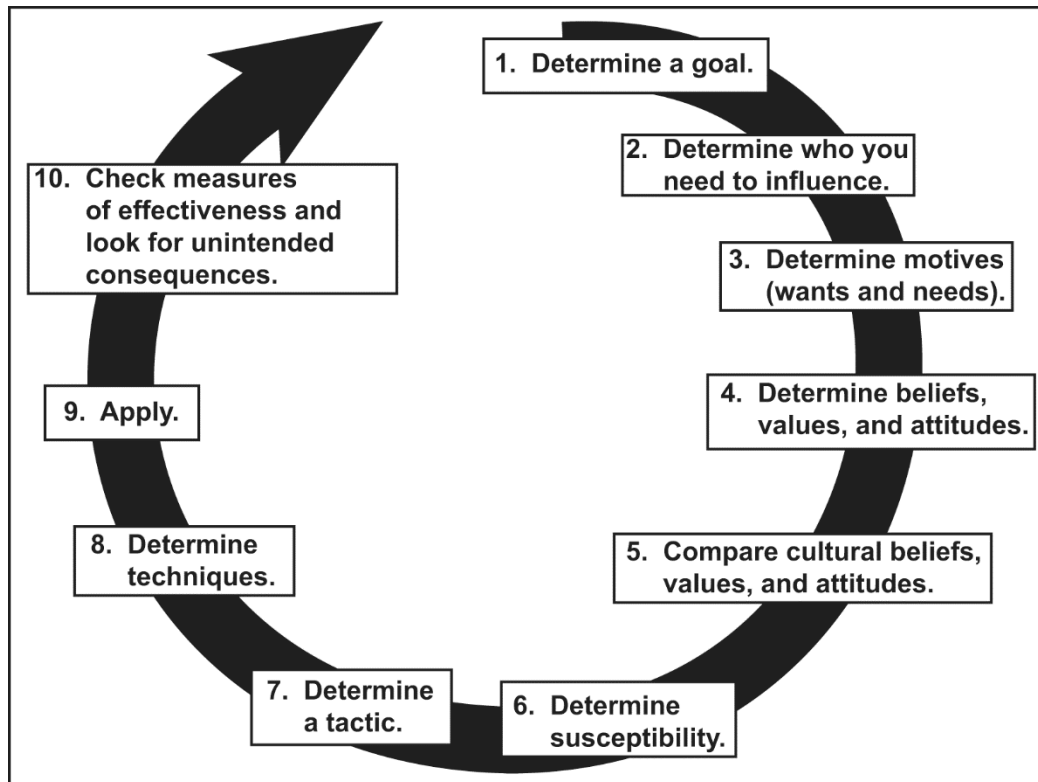 1. Determine a goal.
2. Determine who you
need to influence.
3. Determine motives
(wants and needs).
4. Determine beliefs,
values, and attitudes.
5. Compare cultural beliefs,
values, and attitudes.
6. Determine
susceptibility.
7. Determine
a tactic.
8. Determine
techniques.
9. Apply.
10. Check measures
of effectiveness and
look for unintended
consequences.